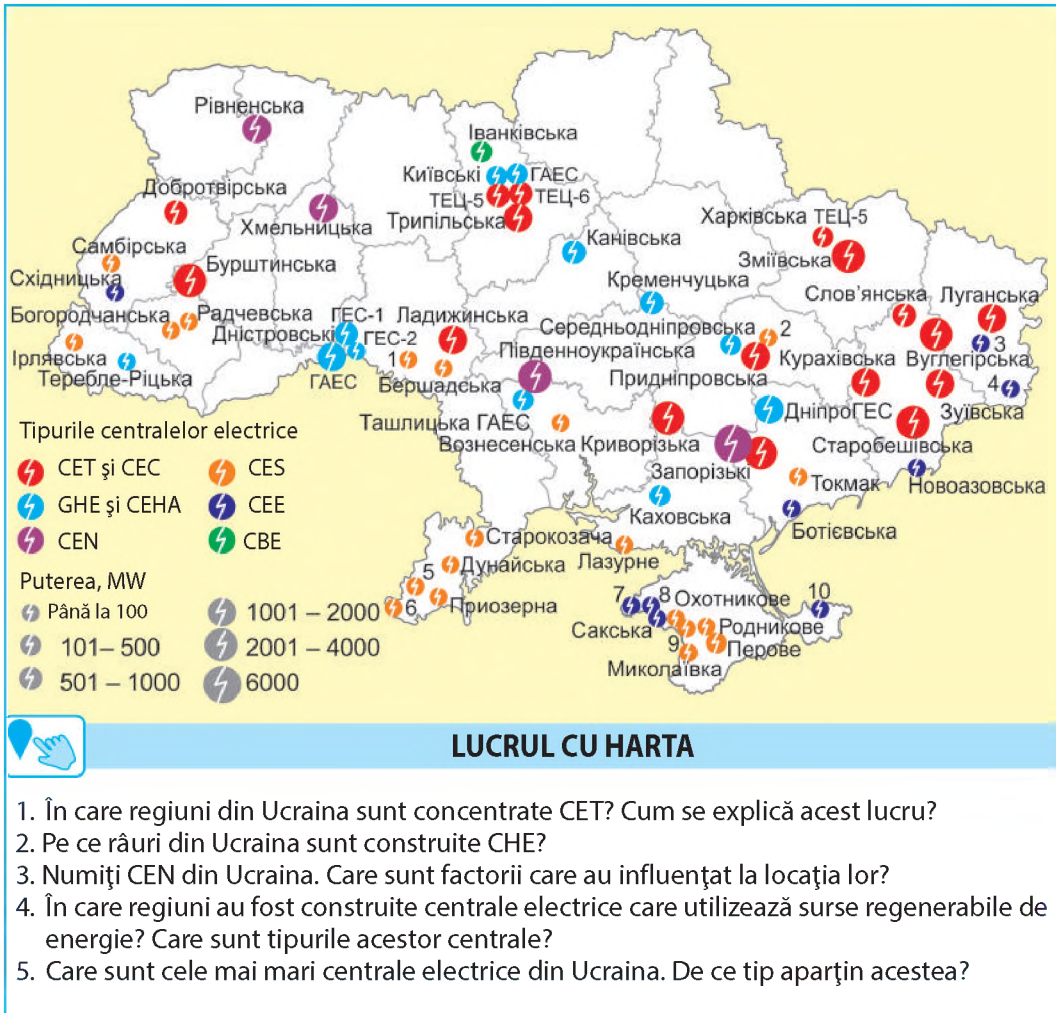 Рівненська
Іванківська
Київські
ГАЕС
Добротвірська
ТЕЦ-5
ТЕЦ-6
Хмельницька
Трипільська
Харківська ТЕЦ-5
Самбірська
Канівська
Зміївська
Східницька
Бурштинська
Кременчуцька
Слов'янська
Луганська
Богородчанська
Радчевська
ГЕС-1
Ладижинська
Середньодніпровська
2
Дністровські
ГЕС-2
Південноукраїнська
Курахівська
3
Ірлявська
1
Вуглегірська
Теребле-Ріцька
ГАЕС
Бершадська
Придніпровська
4
Ташлицька ГАЕС
ДніпроГЕС
Зуївська
Вознесенська
Криворізька
Старобешівська
Запорізькі
Токмак
Новоазовська
Каховська
Ботієвська
Tipurile centralelor electrice
CET şi CEC
CES
GHE şi CEHA
CEE
CEN
CBE
Старокозача
Лазурне
5
Дунайська
6
Приозерна
7
8
Охотникове
10
Сакська
Родникове
9
Перове
Миколаївка
Puterea, MW
Până la 100
1001 – 2000
101– 500
2001 – 4000
501 – 1000
6000
LUCRUL CU HARTA
1. În care regiuni din Ucraina sunt concentrate CET? Cum se explică acest lucru?
2. Pe ce râuri din Ucraina sunt construite CHE?
3. Numiţi CEN din Ucraina. Care sunt factorii care au influenţat la locaţia lor?
4. În care regiuni au fost construite centrale electrice care utilizează surse regenerabile de
energie? Care sunt tipurile acestor centrale?
5. Care sunt cele mai mari centrale electrice din Ucraina. De ce tip aparţin acestea?